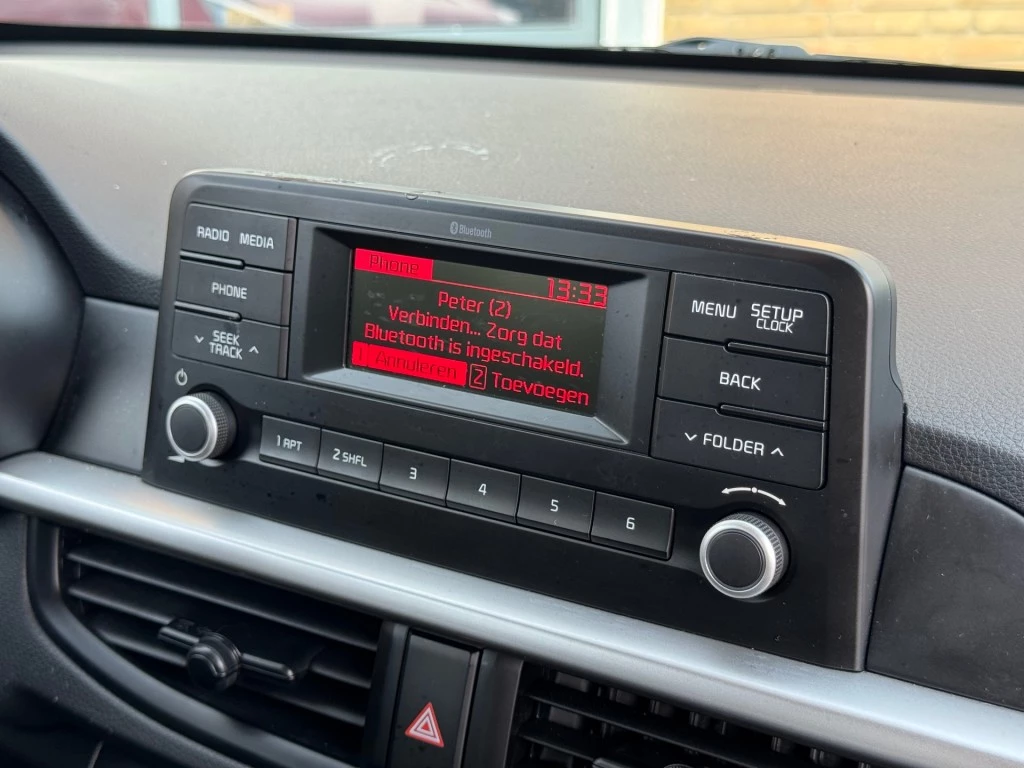 Bluetooth
RADIO MEDIA
PHONE
SEEK
TRACK
Phone
13:33
Peter (2)
Verbinden... Zorg dat
Bluetooth is ingeschakeld.
1 Annuleren 2 Toevoegen
MENU SETUP
CLOCK
BACK
FOLDER
1 APT
2 SHFL
3
4
5
6